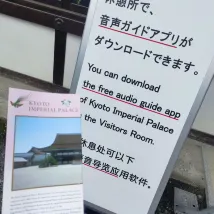 休憩所で、
音声ガイドアプリが
ダウンロードできます。
You can download
the free audio guide app
of Kyoto Imperial Palace
the Visitors Room.
休息处可以下
音导览应用软件。
KYOTO
IMPERIAL PALACE